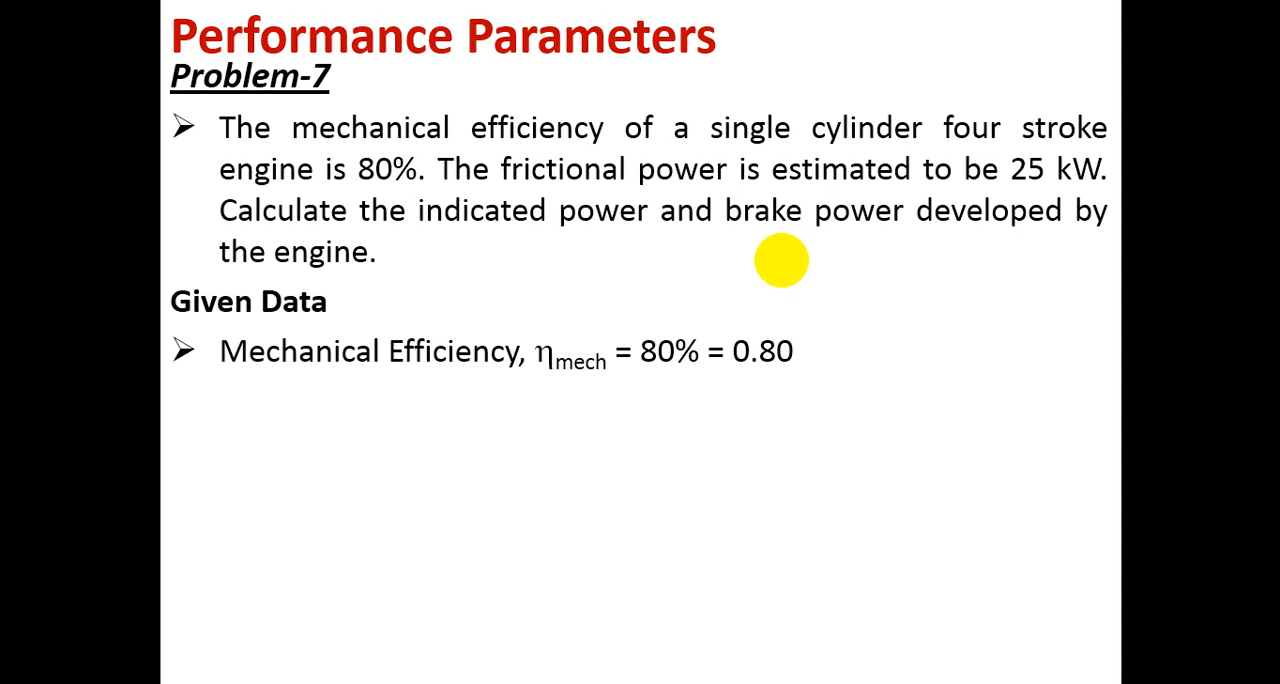 Performance Parameters
Problem-7
➢ The mechanical efficiency of a single cylinder four stroke
engine is 80%. The frictional power is estimated to be 25 kW.
Calculate the indicated power and brake power developed by
the engine.
Given Data
➢ Mechanical Efficiency, ηmech = 80% = 0.80